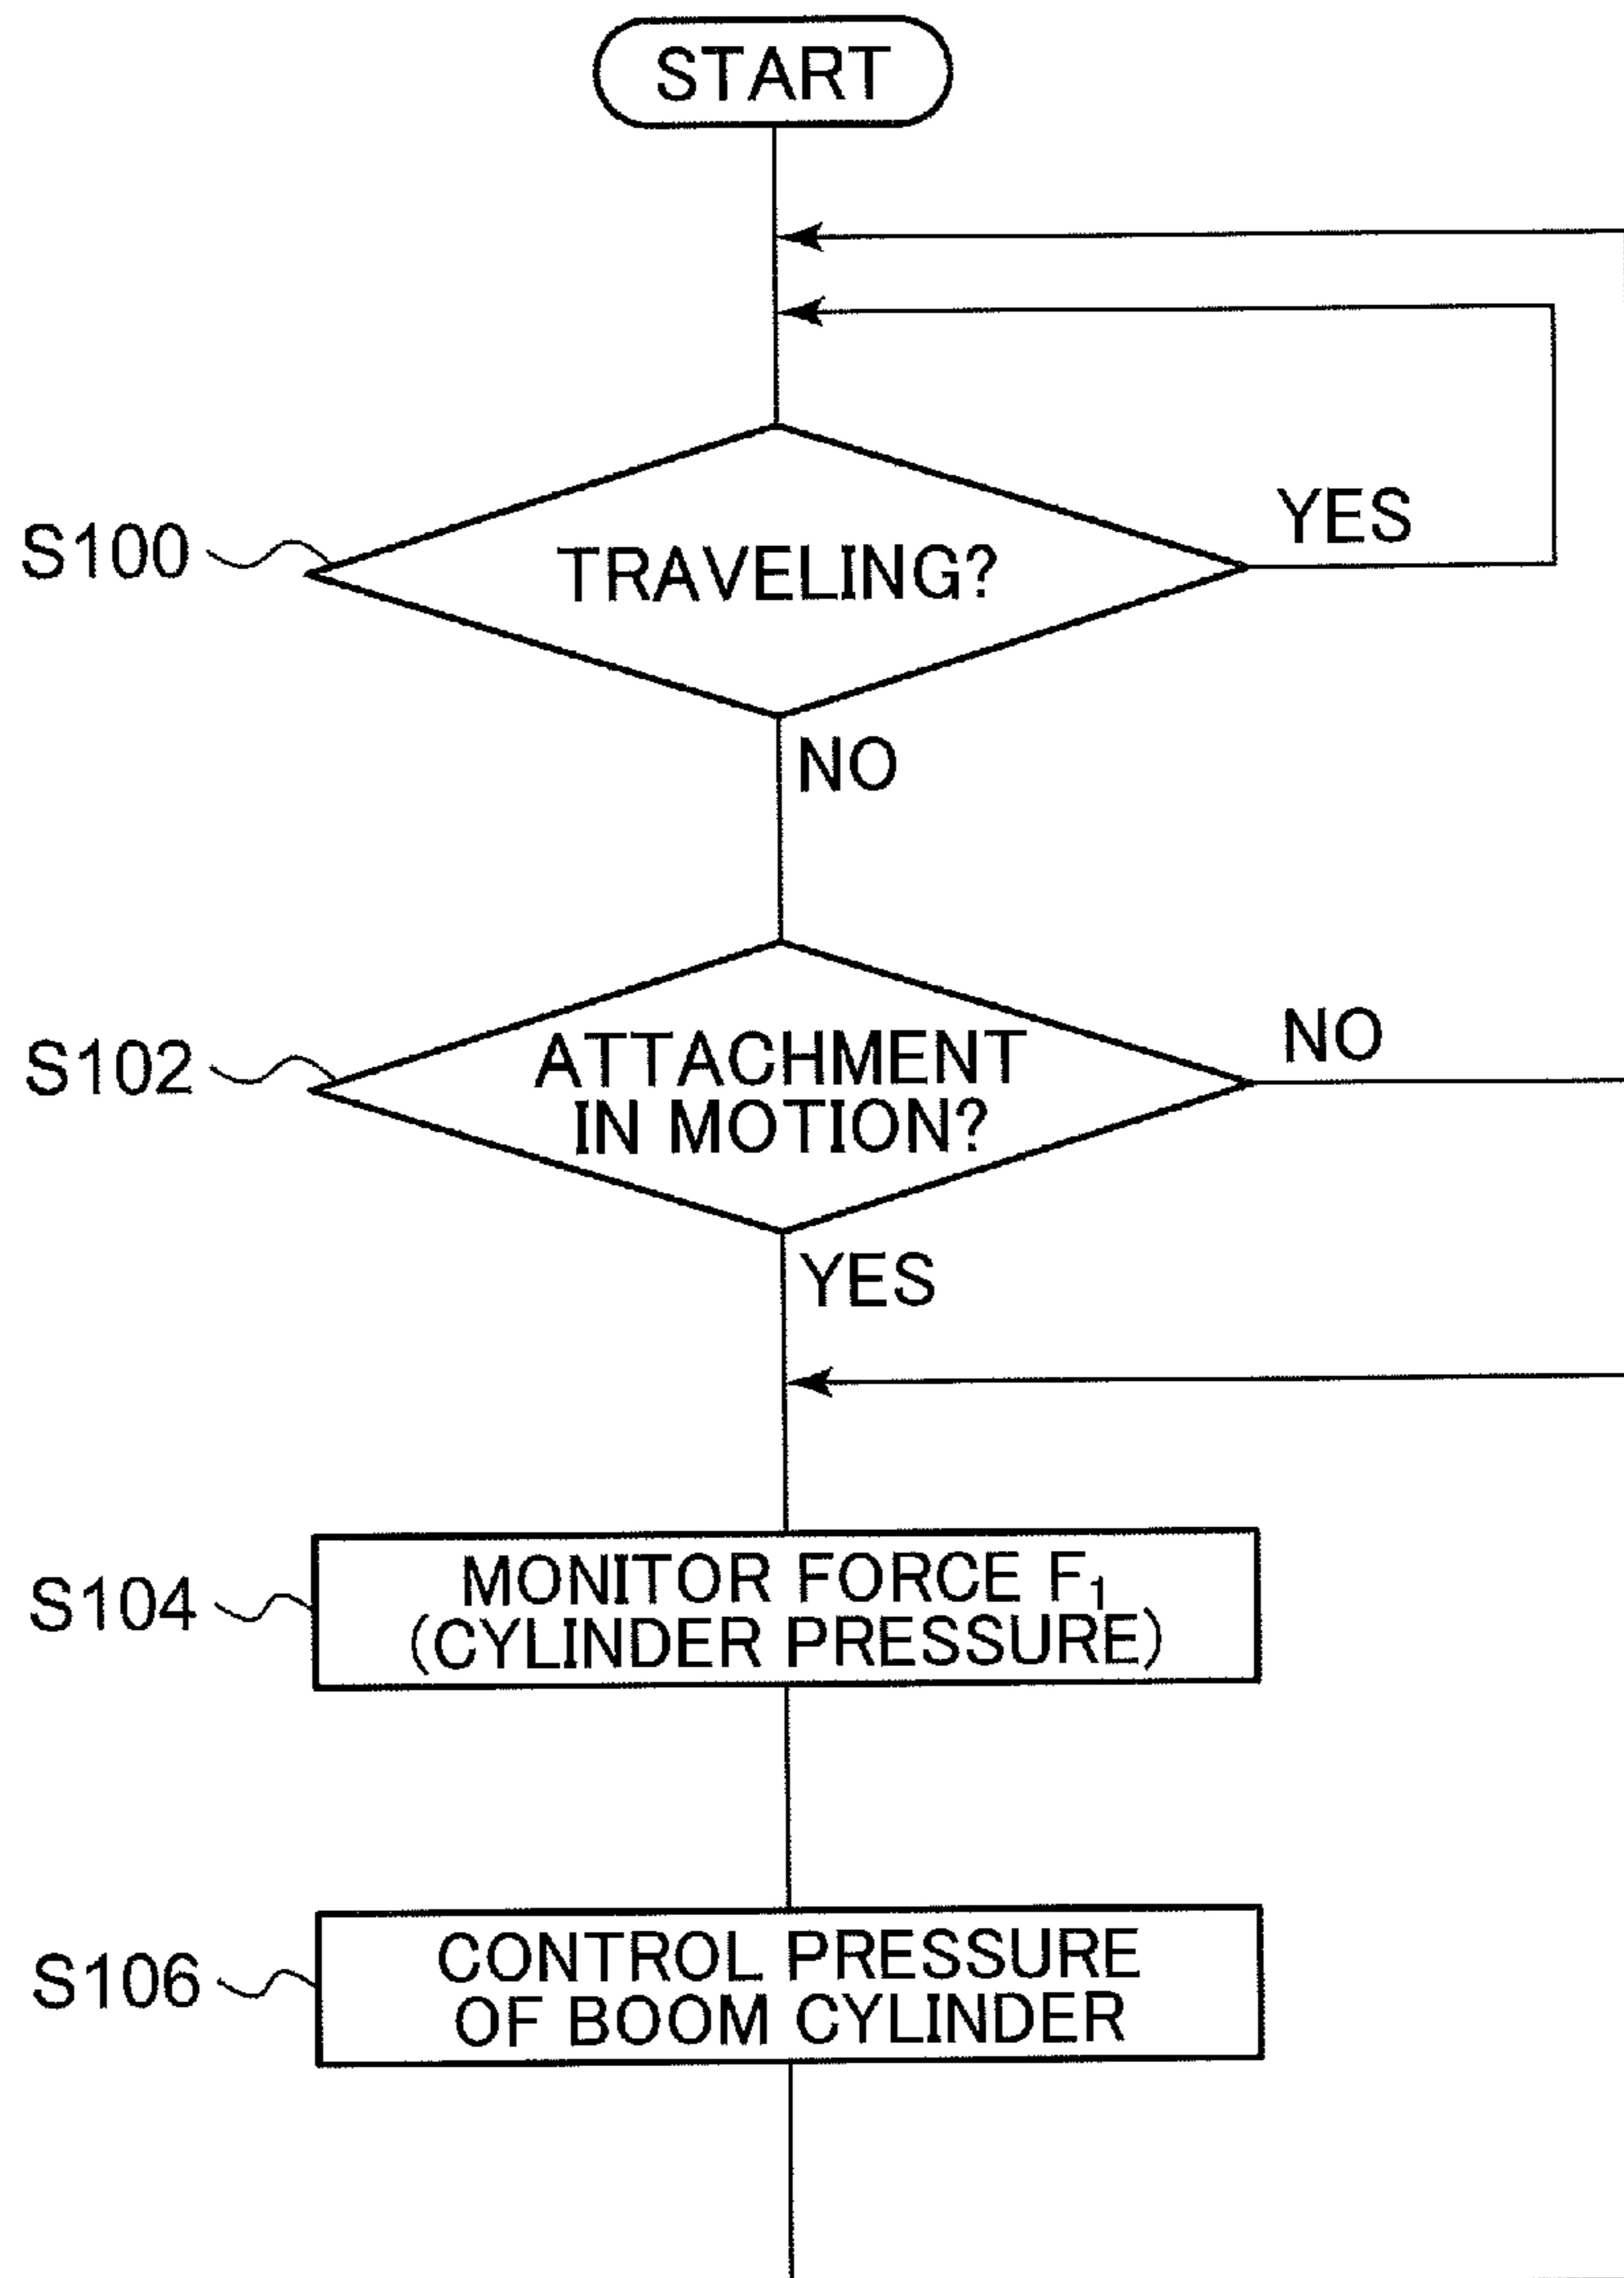 START
S100
TRAVELING?
YES
NO
S102
ATTACHMENT
IN MOTION?
NO
YES
S104
MONITOR FORCE F₁
(CYLINDER PRESSURE)
S106
CONTROL PRESSURE
OF BOOM CYLINDER